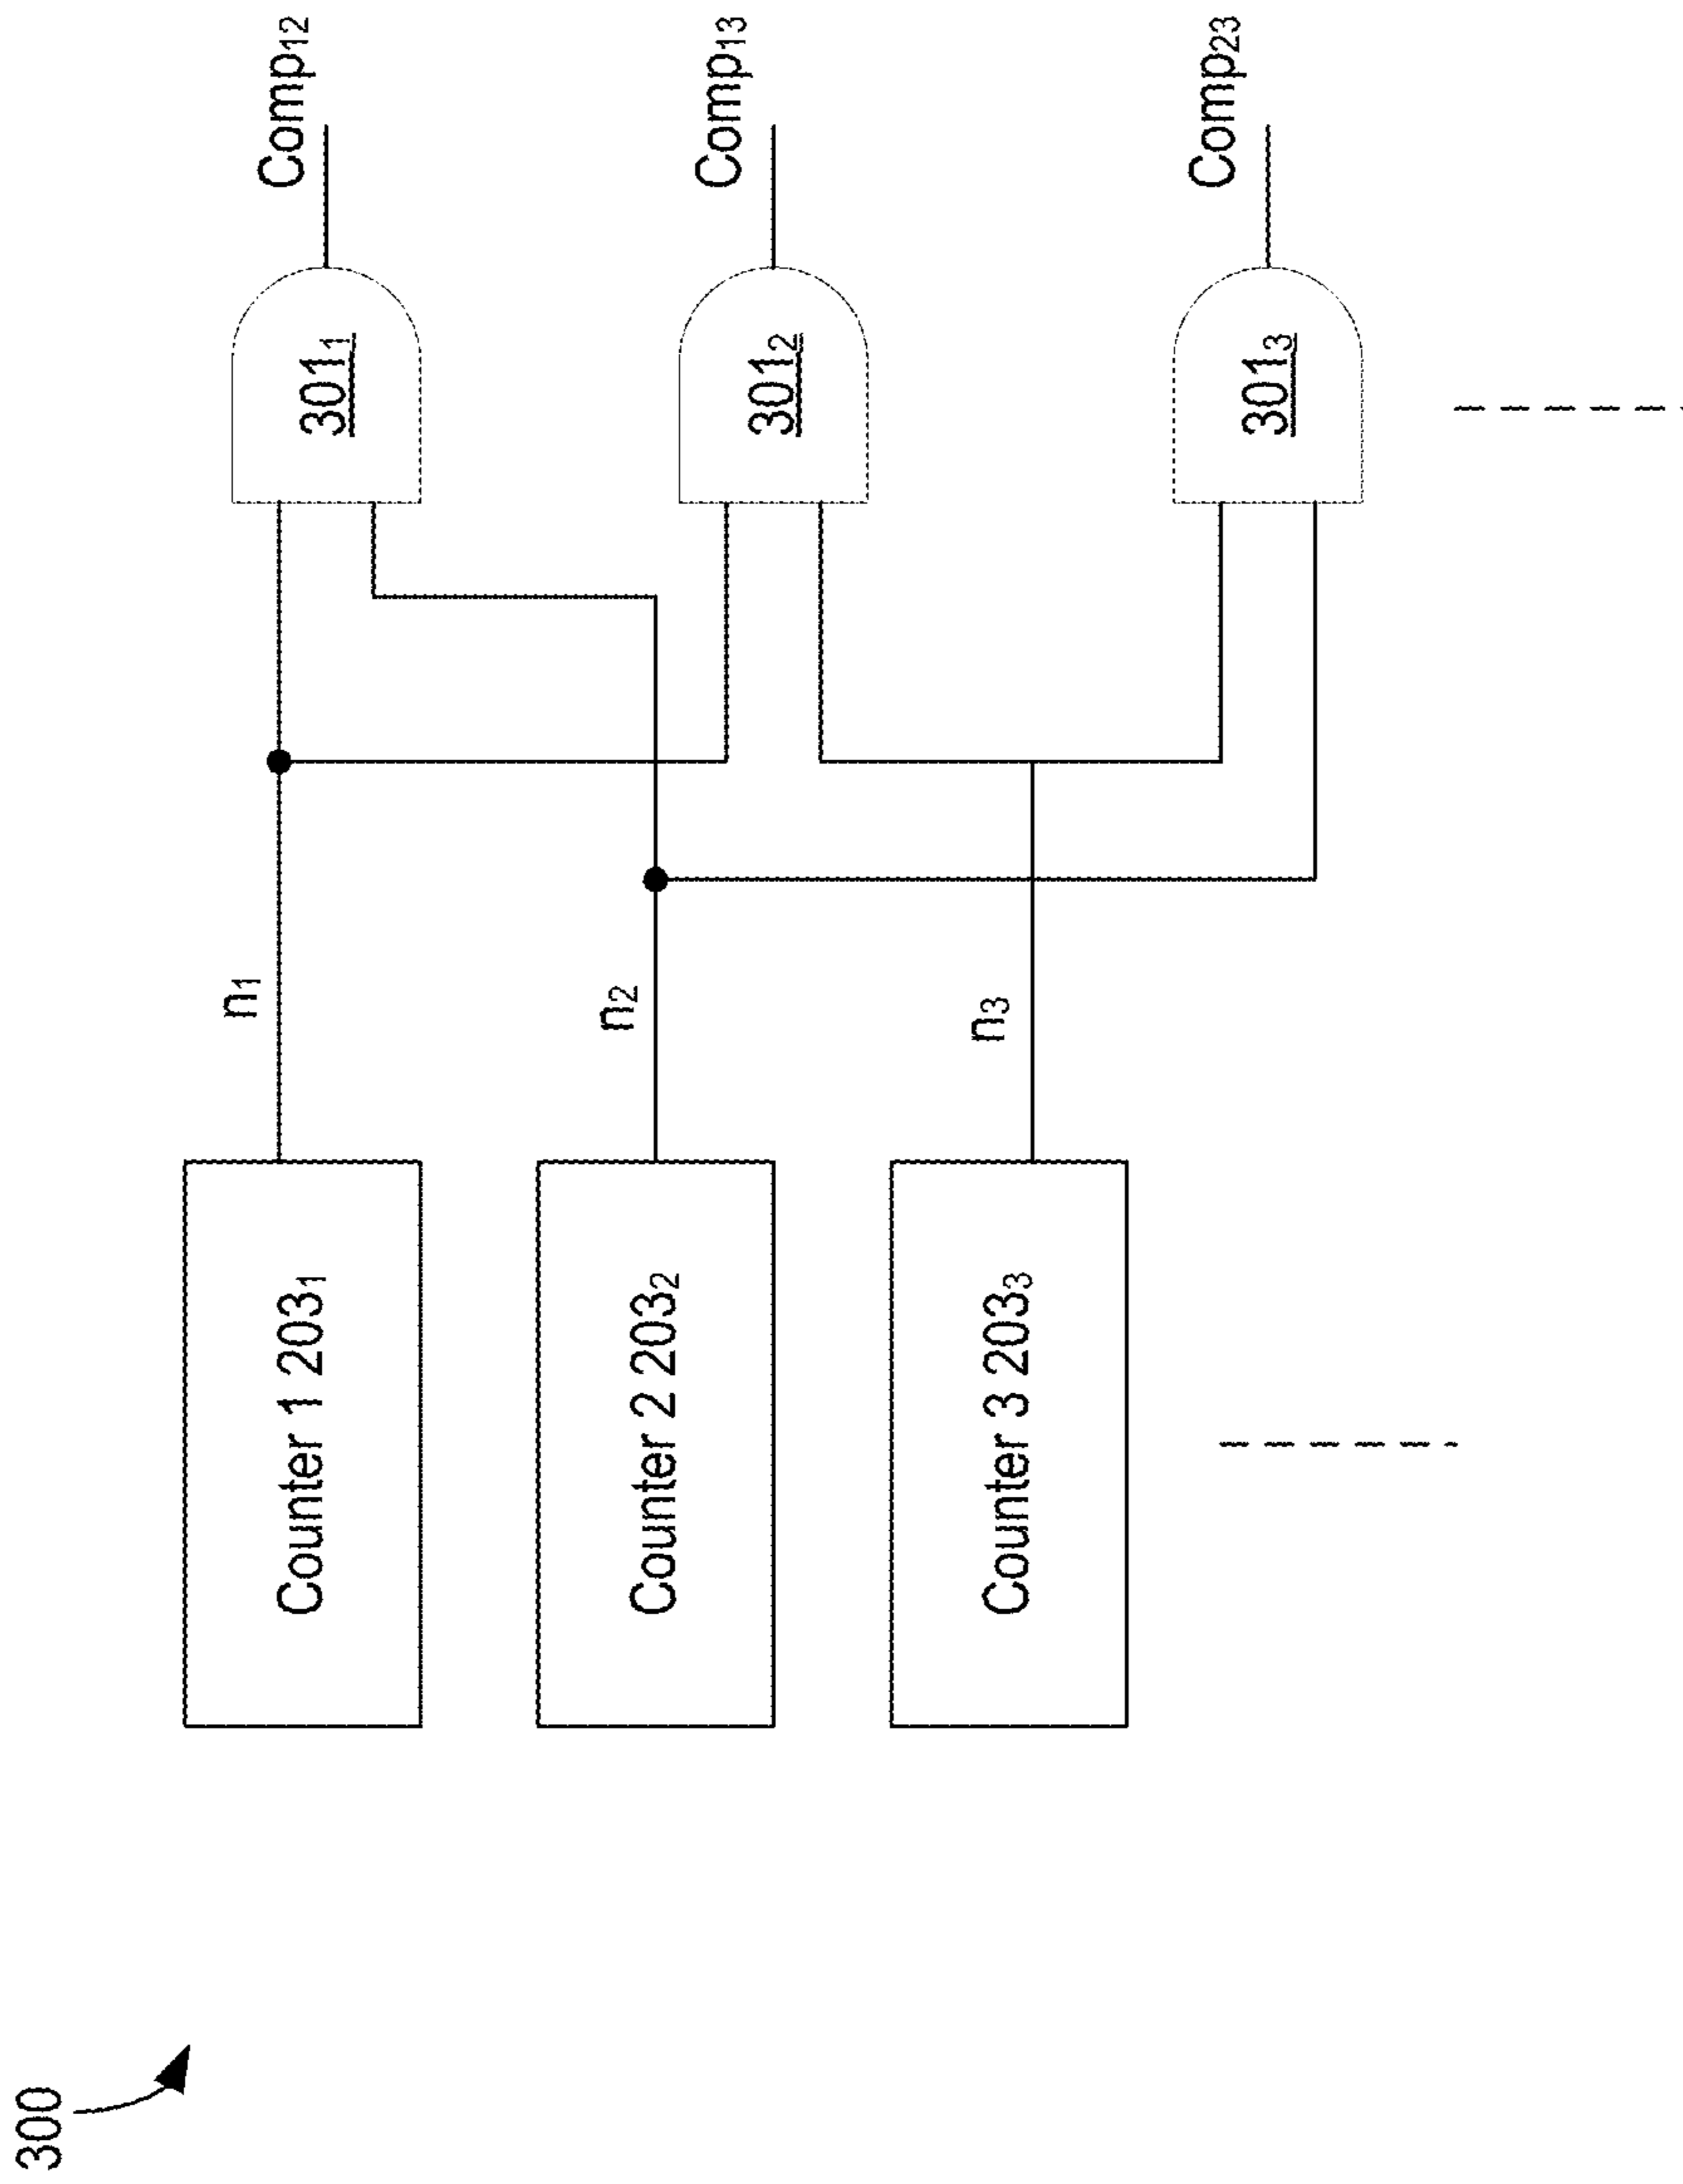 300
Counter 1 203₁
n₁
301₁
Comp₁₂
Counter 2 203₂
n₂
301₂
Comp₁₃
Counter 3 203₃
n₃
301₃
Comp₂₃